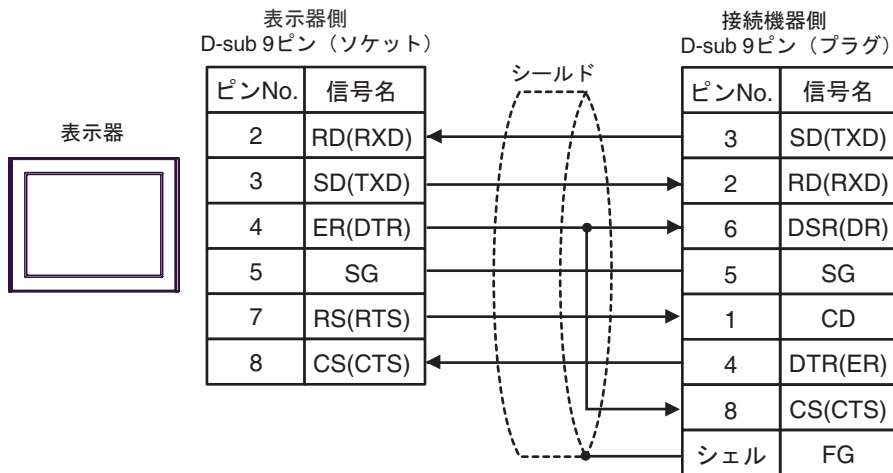 表示器側
D-sub 9ピン（ソケット）
接続機器側
D-sub 9ピン（プラグ）
シールド
表示器
ピンNo. 信号名
2 RD(RXD)
3 SD(TXD)
4 ER(DTR)
5 SG
7 RS(RTS)
8 CS(CTS)
ピンNo. 信号名
3 SD(TXD)
2 RD(RXD)
6 DSR(DR)
5 SG
1 CD
4 DTR(ER)
8 CS(CTS)
シェル FG